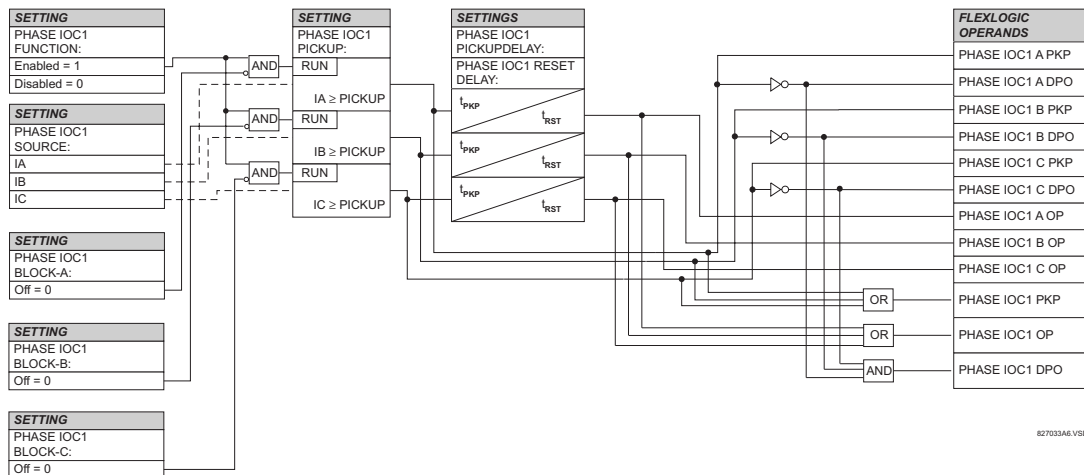 SETTING
PHASE IOC1
FUNCTION:
Enabled = 1
Disabled = 0
SETTING
PHASE IOC1
SOURCE:
IA
IB
IC
SETTING
PHASE IOC1
BLOCK-A:
Off = 0
SETTING
PHASE IOC1
BLOCK-B:
Off = 0
SETTING
PHASE IOC1
BLOCK-C:
Off = 0
AND
AND
AND
SETTING
PHASE IOC1
PICKUP:
RUN
IA ≥ PICKUP
RUN
IB ≥ PICKUP
RUN
IC ≥ PICKUP
SETTINGS
PHASE IOC1
PICKUPDELAY:
PHASE IOC1 RESET
DELAY:
tPKP
tRST
tPKP
tRST
tPKP
tRST
OR
OR
AND
FLEXLOGIC
OPERANDS
PHASE IOC1 A PKP
PHASE IOC1 A DPO
PHASE IOC1 B PKP
PHASE IOC1 B DPO
PHASE IOC1 C PKP
PHASE IOC1 C DPO
PHASE IOC1 A OP
PHASE IOC1 B OP
PHASE IOC1 C OP
PHASE IOC1 PKP
PHASE IOC1 OP
PHASE IOC1 DPO